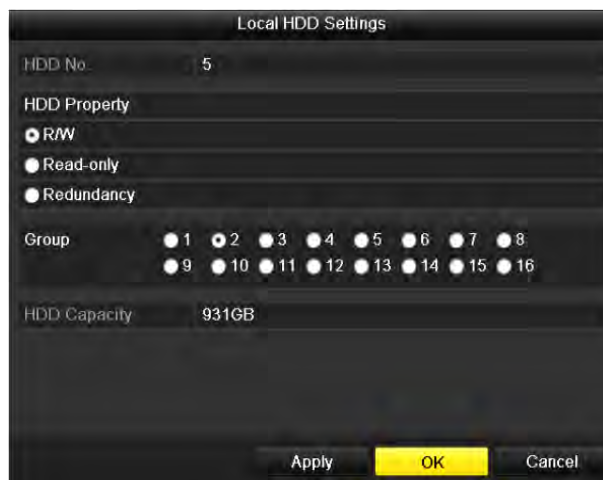 Local HDD Settings
HDD No. 5
HDD Property
R/W
Read-only
Redundancy
Group 1 2 3 4 5 6 7 8
9 10 11 12 13 14 15 16
HDD Capacity 931GB
Apply OK Cancel